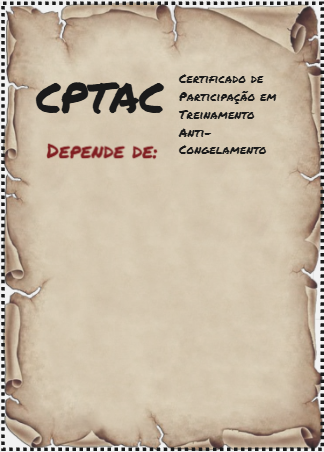 CPTAC
Certificado de
Participação em
Treinamento
Anti-
Congelamento
Depende de: